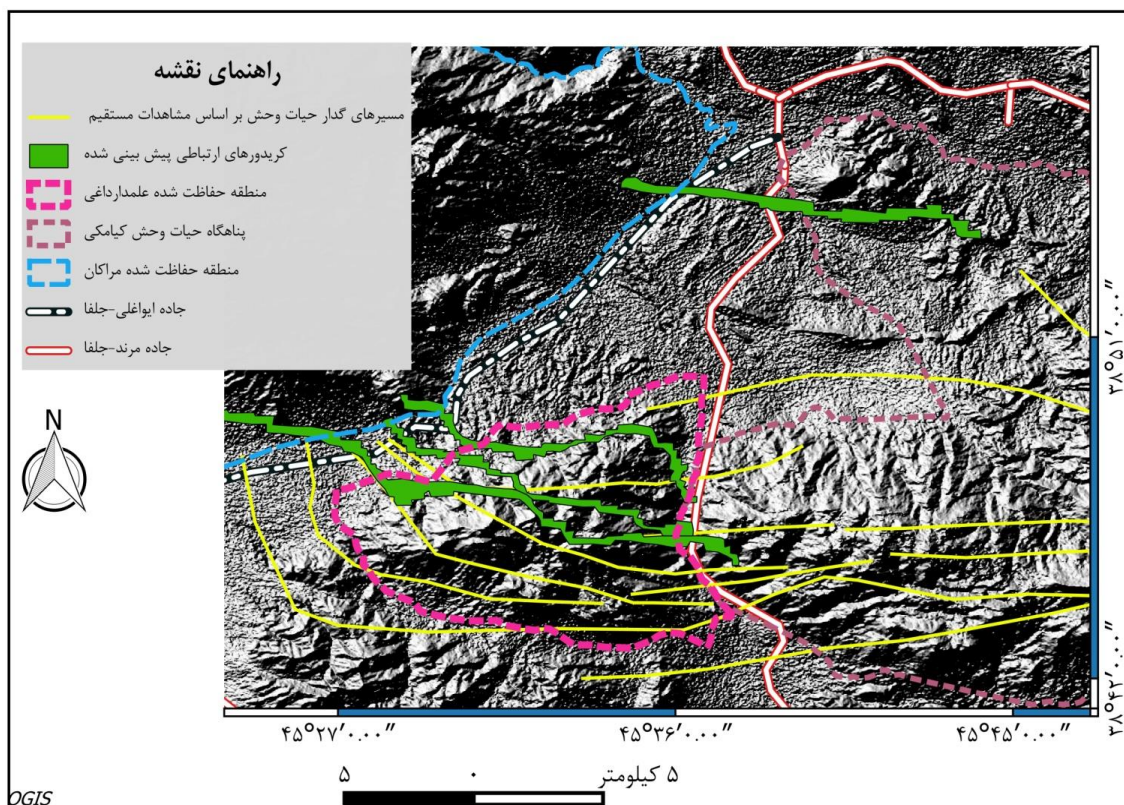 راهنمای نقشه
مسیرهای گدار حیات وحش بر اساس مشاهدات مستقیم
کریدورهای ارتباطی پیش بینی شده
منطقه حفاظت شده علمدارداغی
پناهگاه حیات وحش کیامکی
منطقه حفاظت شده مراکان
جاده ایواغلی-جلفا
جاده مرند-جلفا
N
۳۸°۵۱′۰.۰۰″
۳۸°۴۲′۰.۰۰″
۴۵°۲۷′۰.۰۰″
۴۵°۳۶′۰.۰۰″
۴۵°۴۵′۰.۰۰″
۵ ۰ ۵ کیلومتر
QGIS